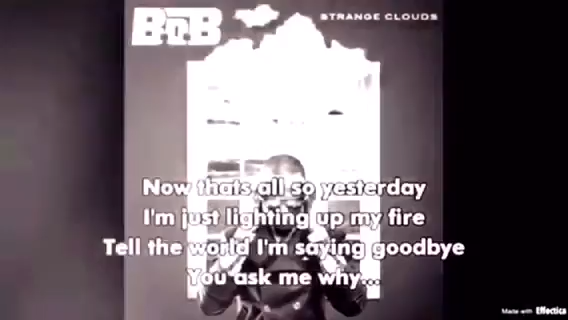 B.o.B
STRANGE CLOUDS
Now thats all so yesterday
I'm just lighting up my fire
Tell the world I'm saying goodbye
You ask me why...
Made with Effectica